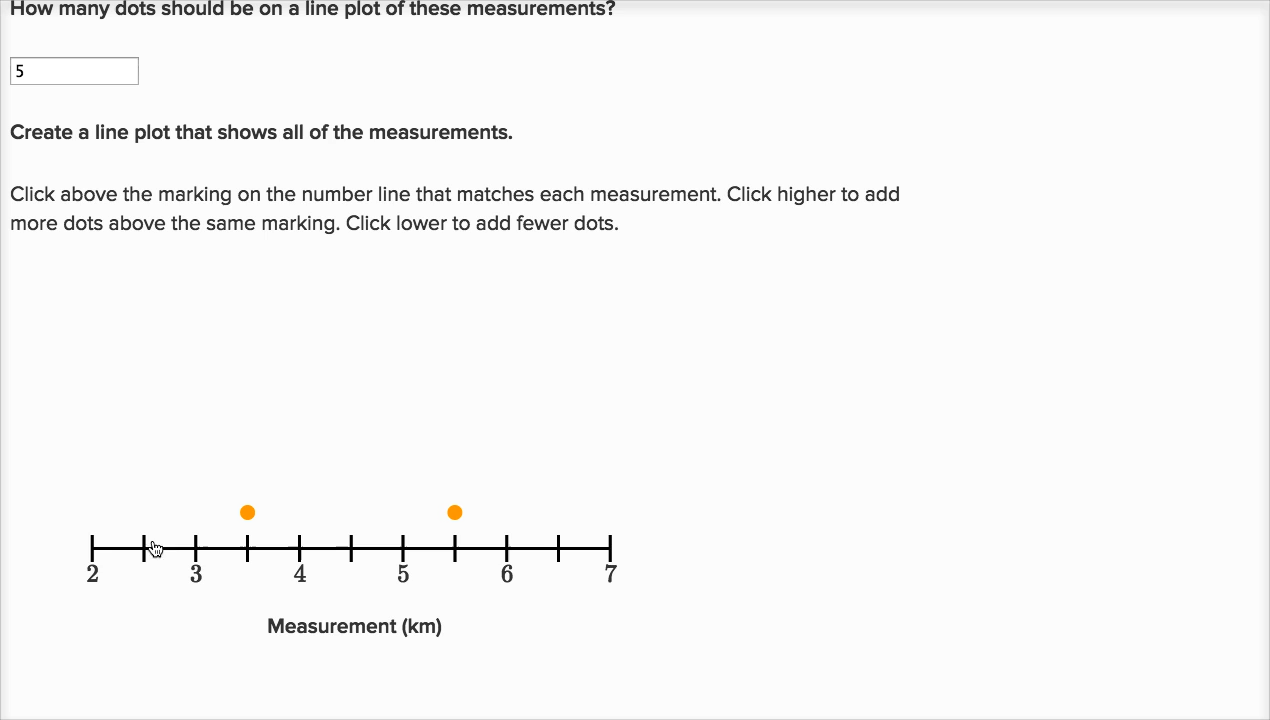 How many dots should be on a line plot of these measurements?
5
Create a line plot that shows all of the measurements.
Click above the marking on the number line that matches each measurement. Click higher to add
more dots above the same marking. Click lower to add fewer dots.
2 3 4 5 6 7
Measurement (km)